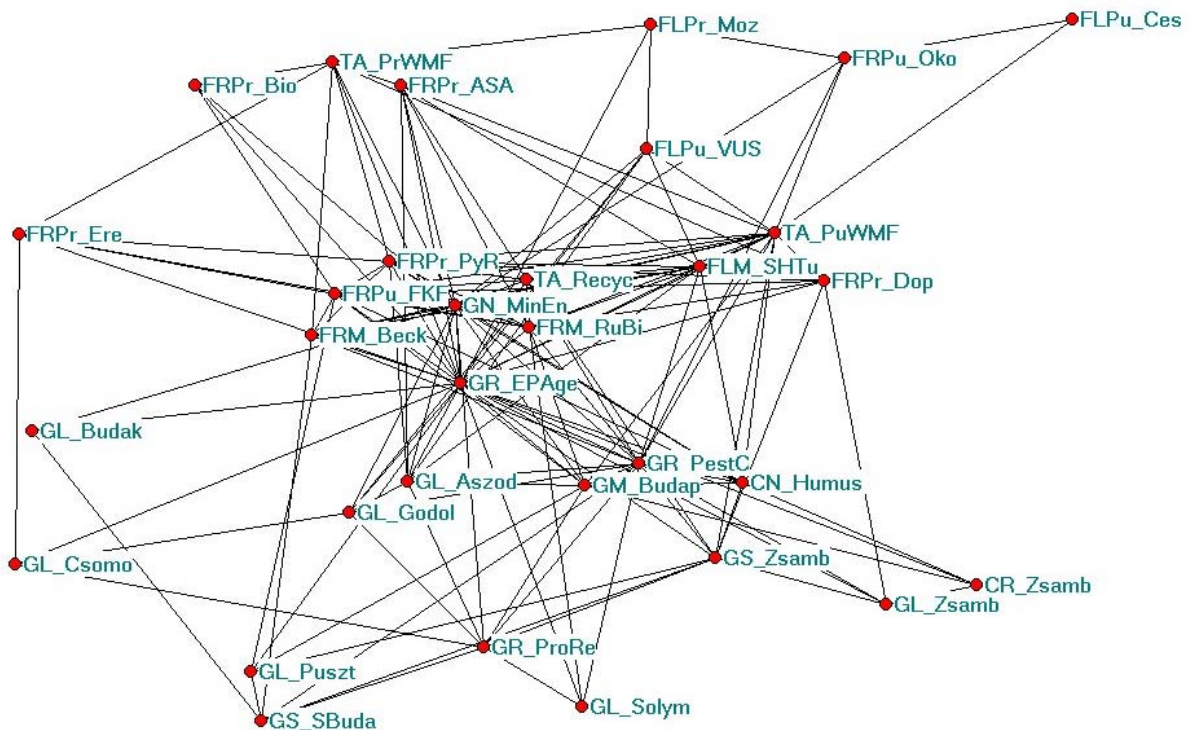 FLPu_Ces
FLPr_Moz
FRPu_Oko
TA_PrWMF
FRPr_Bio
FRPr_ASA
FLPu_VUS
FRPr_Ere
TA_PuWMF
FRPr_PyR
FLM_SHTu
TA_Recyc
FRPr_Dop
FRPu_FKF
GN_MinEn
FRM_Beck
FRM_RuBi
GR_EPAge
GL_Budak
GR_PestC
GL_Aszod
GM_Budap
CN_Humus
GL_Godol
GS_Zsamb
GL_Csomo
CR_Zsamb
GL_Zsamb
GR_ProRe
GL_Puszt
GL_Solym
GS_SBuda